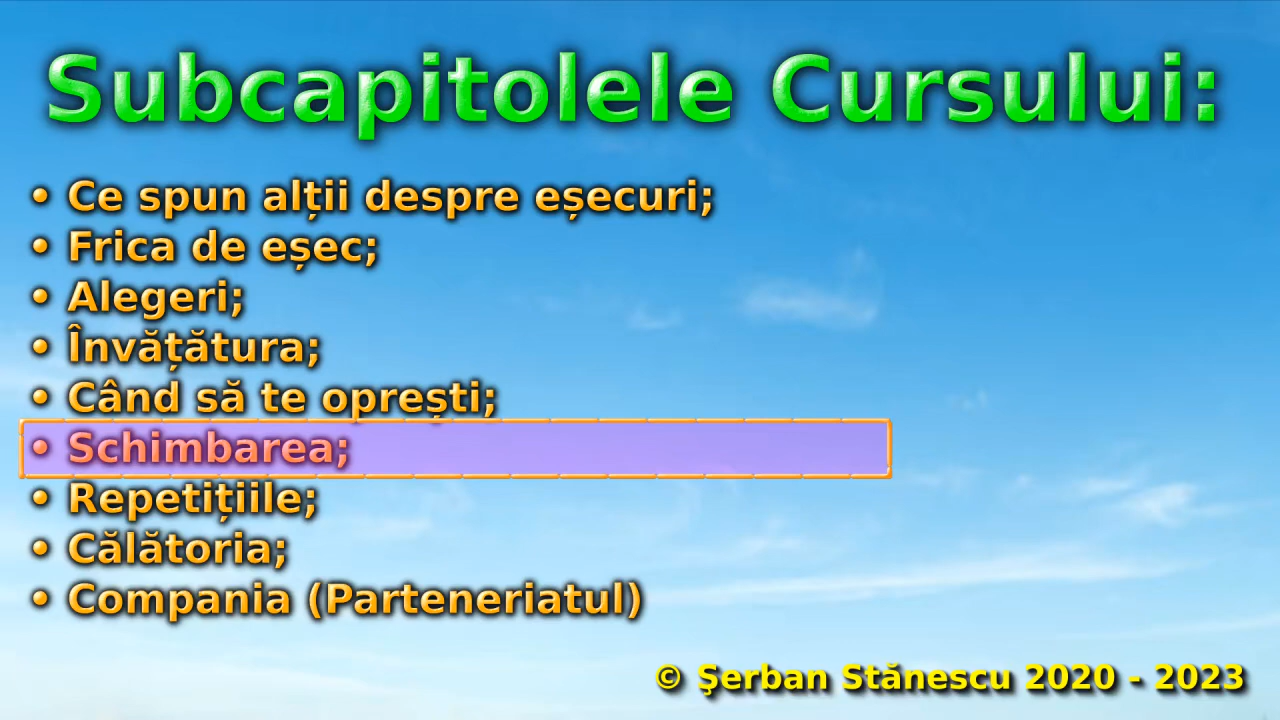 Subcapitolele Cursului:
• Ce spun alții despre eșecuri;
• Frica de eșec;
• Alegeri;
• Învățătura;
• Când să te oprești;
• Schimbarea;
• Repetițiile;
• Călătoria;
• Compania (Parteneriatul)
© Şerban Stănescu 2020 - 2023